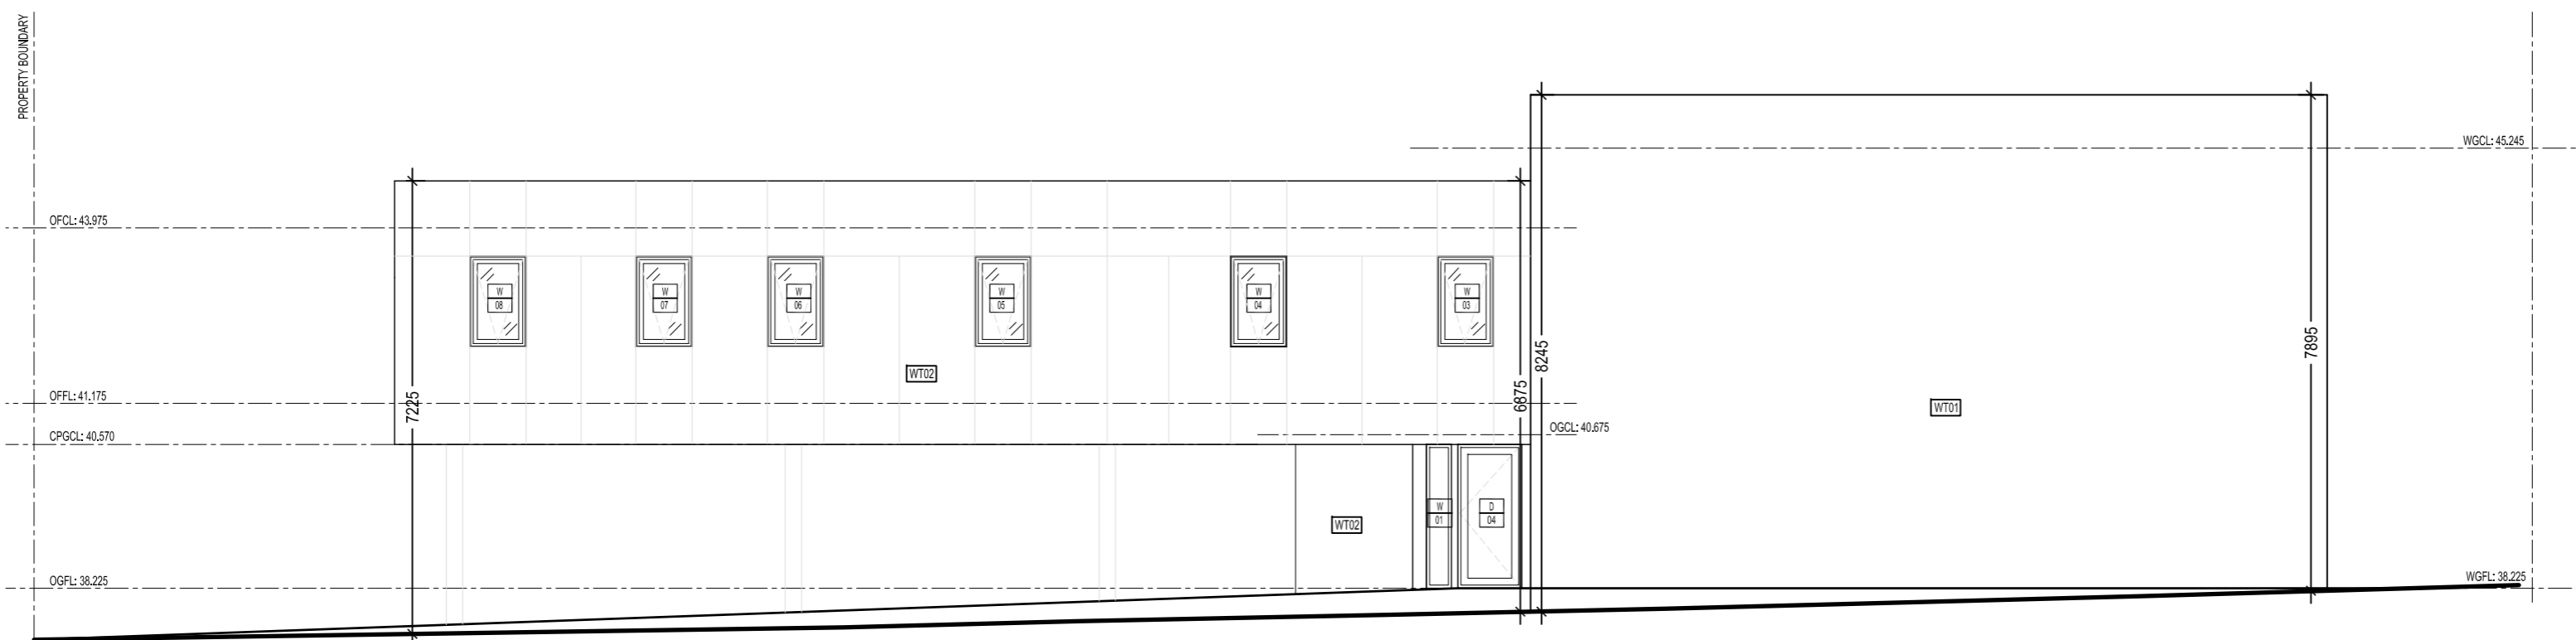 PROPERTY BOUNDARY
WGCL: 45.245
OFCL: 43.975
W
08
W
07
W
06
W
05
W
04
W
03
8245
7895
WT02
6875
7225
OFFL: 41.175
WT01
CPGCL: 40.570
OGCL: 40.675
W
01
D
04
WT02
OGFL: 38.225
WGFL: 38.225